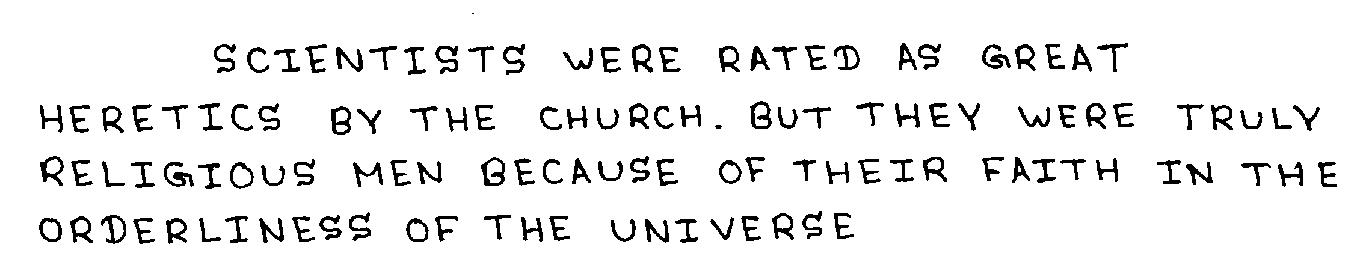 SCIENTISTS WERE RATED AS GREAT
HERETICS BY THE CHURCH. BUT THEY WERE TRULY
RELIGIOUS MEN BECAUSE OF THEIR FAITH IN THE
ORDERLINESS OF THE UNIVERSE